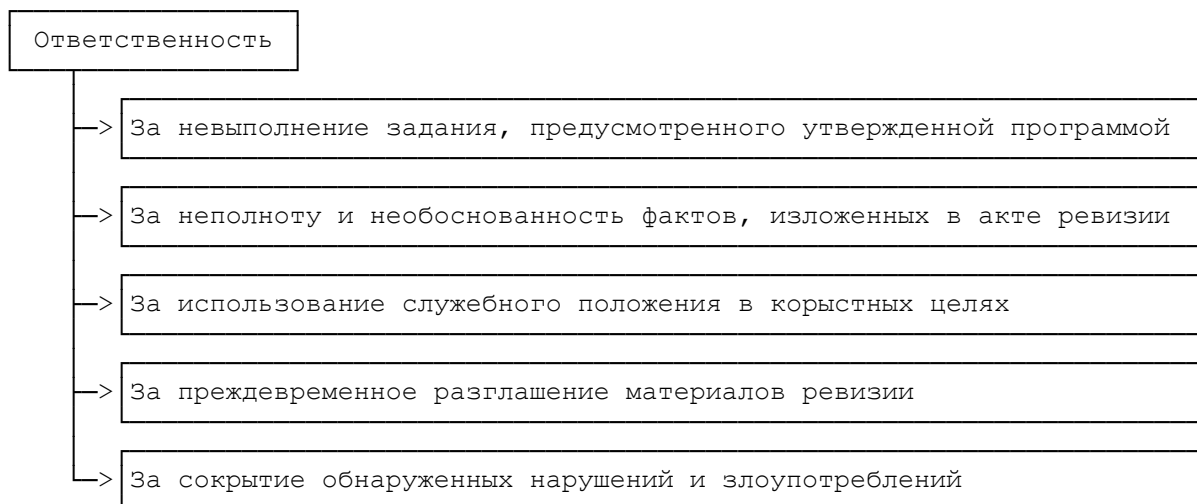 Ответственность
За невыполнение задания, предусмотренного утвержденной программой
За неполноту и необоснованность фактов, изложенных в акте ревизии
За использование служебного положения в корыстных целях
За преждевременное разглашение материалов ревизии
За сокрытие обнаруженных нарушений и злоупотреблений